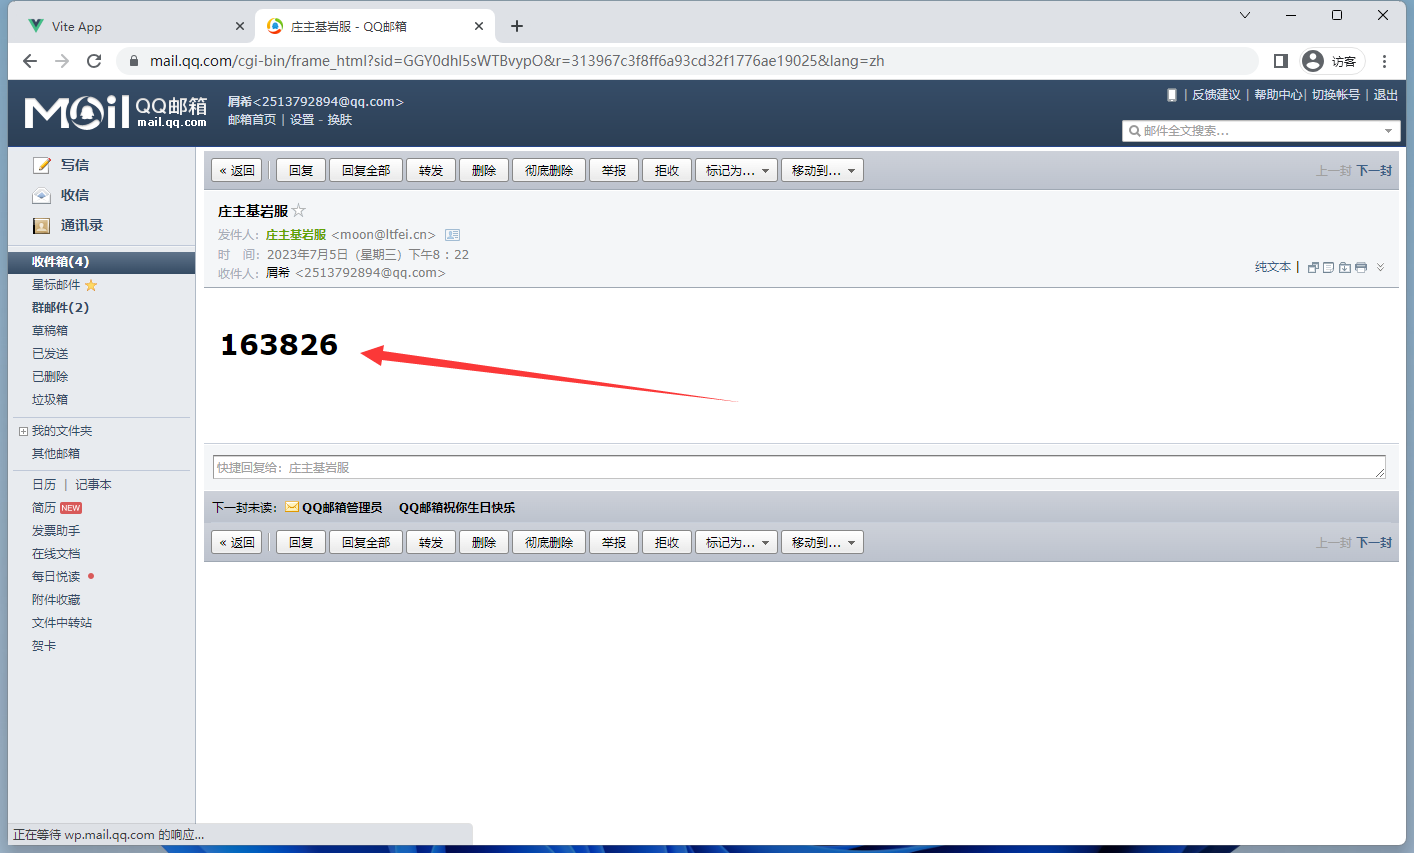 Vite App
庄主基岩服 - QQ邮箱
mail.qq.com/cgi-bin/frame_html?sid=GGY0dhl5sWTBvypO&r=313967c3f8ff6a93cd32f1776ae19025&lang=zh
访客
Mail QQ邮箱
mail.qq.com
屑希<2513792894@qq.com>
邮箱首页 | 设置 - 换肤
| 反馈建议 | 帮助中心 | 切换帐号 | 退出
邮件全文搜索...
写信
收信
通讯录
收件箱(4)
星标邮件
群邮件(2)
草稿箱
已发送
已删除
垃圾箱
我的文件夹
其他邮箱
日历 | 记事本
简历 NEW
发票助手
在线文档
每日悦读
附件收藏
文件中转站
贺卡
« 返回 回复 回复全部 转发 删除 彻底删除 举报 拒收 标记为... 移动到... 上一封 下一封
庄主基岩服
发件人：庄主基岩服 <moon@ltfei.cn>
时 间：2023年7月5日（星期三）下午8：22
收件人：屑希 <2513792894@qq.com>
纯文本 |
163826
快捷回复给：庄主基岩服
下一封未读： QQ邮箱管理员 QQ邮箱祝你生日快乐
« 返回 回复 回复全部 转发 删除 彻底删除 举报 拒收 标记为... 移动到... 上一封 下一封
正在等待 wp.mail.qq.com 的响应...